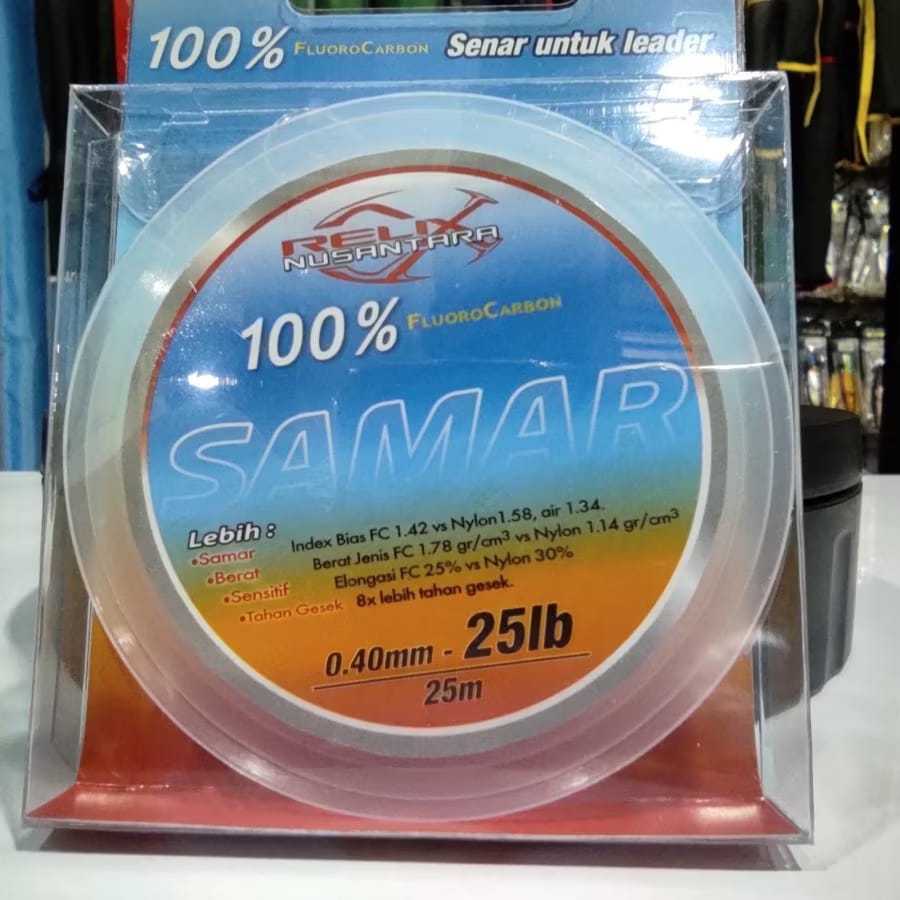 100% FLUOROCARBON Senar untuk leader
RELIX
NUSANTARA
100% FLUOROCARBON
SAMAR
Lebih :
•Samar Index Bias FC 1.42 vs Nylon1.58, air 1.34.
•Berat Berat Jenis FC 1.78 gr/cm³ vs Nylon 1.14 gr/cm³
•Sensitif Elongasi FC 25% vs Nylon 30%
•Tahan Gesek 8x lebih tahan gesek.
0.40mm - 25lb
25m